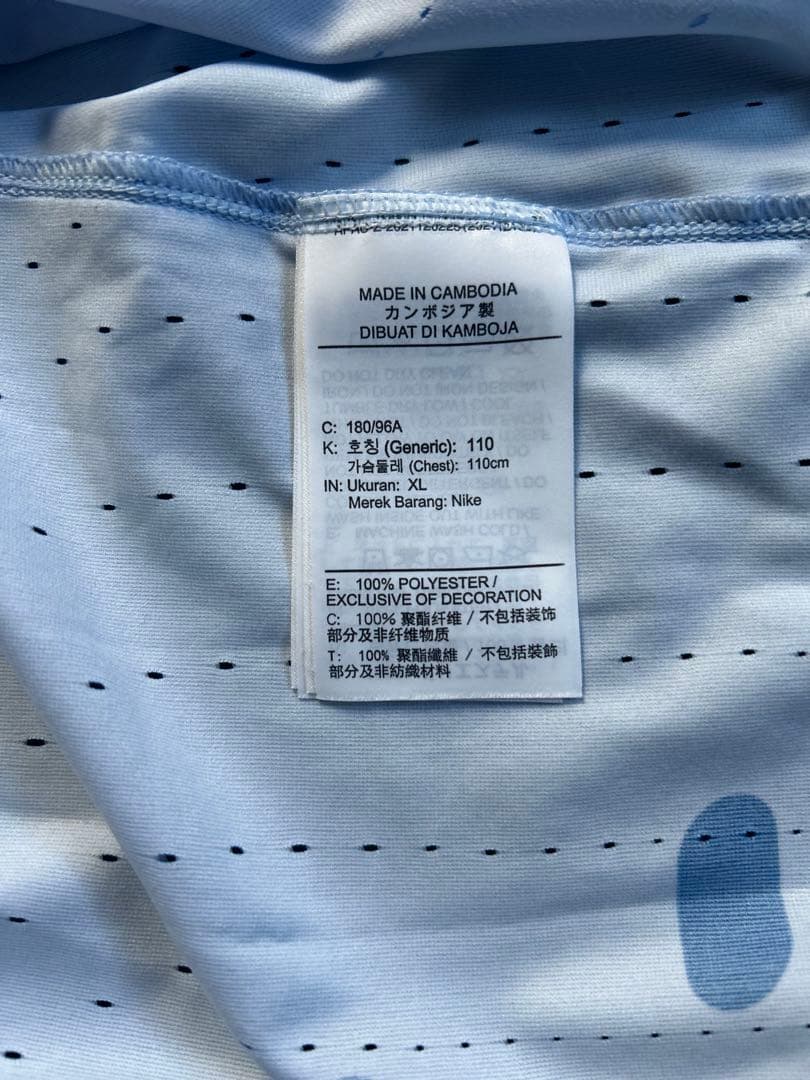 MADE IN CAMBODIA
カンボジア製
DIBUAT DI KAMBOJA
C: 180/96A
K: 호칭 (Generic): 110
가슴둘레 (Chest): 110cm
IN: Ukuran: XL
Merek Barang: Nike
E: 100% POLYESTER /
EXCLUSIVE OF DECORATION
C: 100% 聚酯纤维 / 不包括装饰
部分及非纤维物质
T: 100% 聚酯纖維 / 不包括裝飾
部分及非紡織材料